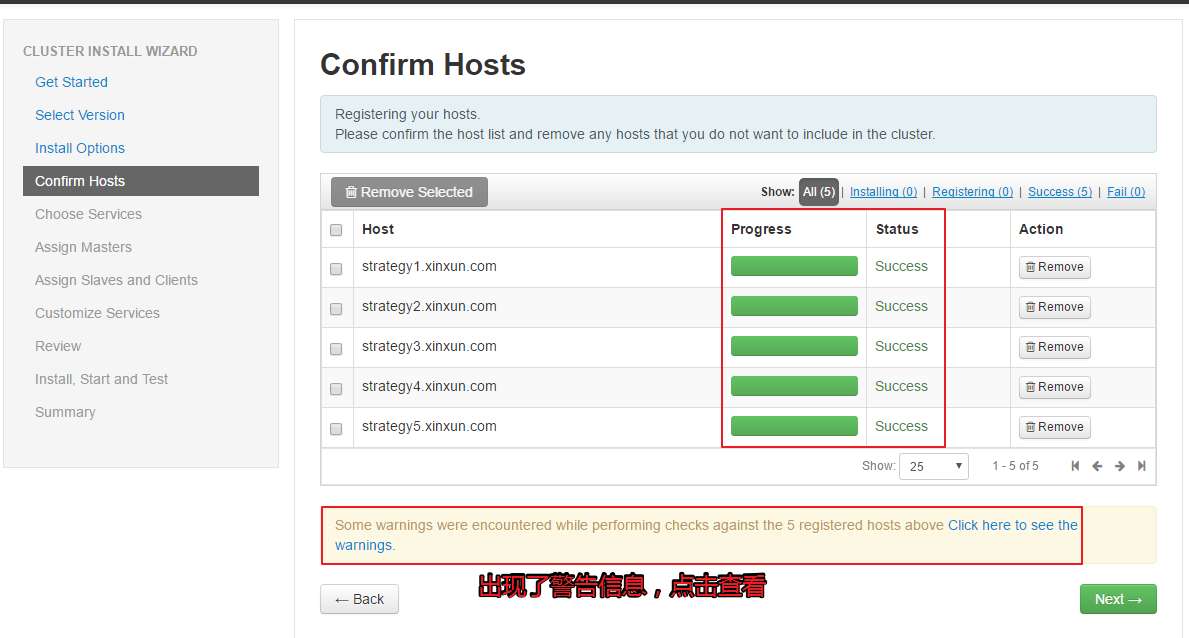 CLUSTER INSTALL WIZARD
Get Started
Select Version
Install Options
Confirm Hosts
Choose Services
Assign Masters
Assign Slaves and Clients
Customize Services
Review
Install, Start and Test
Summary
Confirm Hosts
Registering your hosts.
Please confirm the host list and remove any hosts that you do not want to include in the cluster.
Remove Selected Show: All (5) | Installing (0) | Registering (0) | Success (5) | Fail (0)
Host Progress Status Action
strategy1.xinxun.com Success Remove
strategy2.xinxun.com Success Remove
strategy3.xinxun.com Success Remove
strategy4.xinxun.com Success Remove
strategy5.xinxun.com Success Remove
Show: 25 1 - 5 of 5
Some warnings were encountered while performing checks against the 5 registered hosts above Click here to see the
warnings.
出现了警告信息，点击查看
← Back Next →